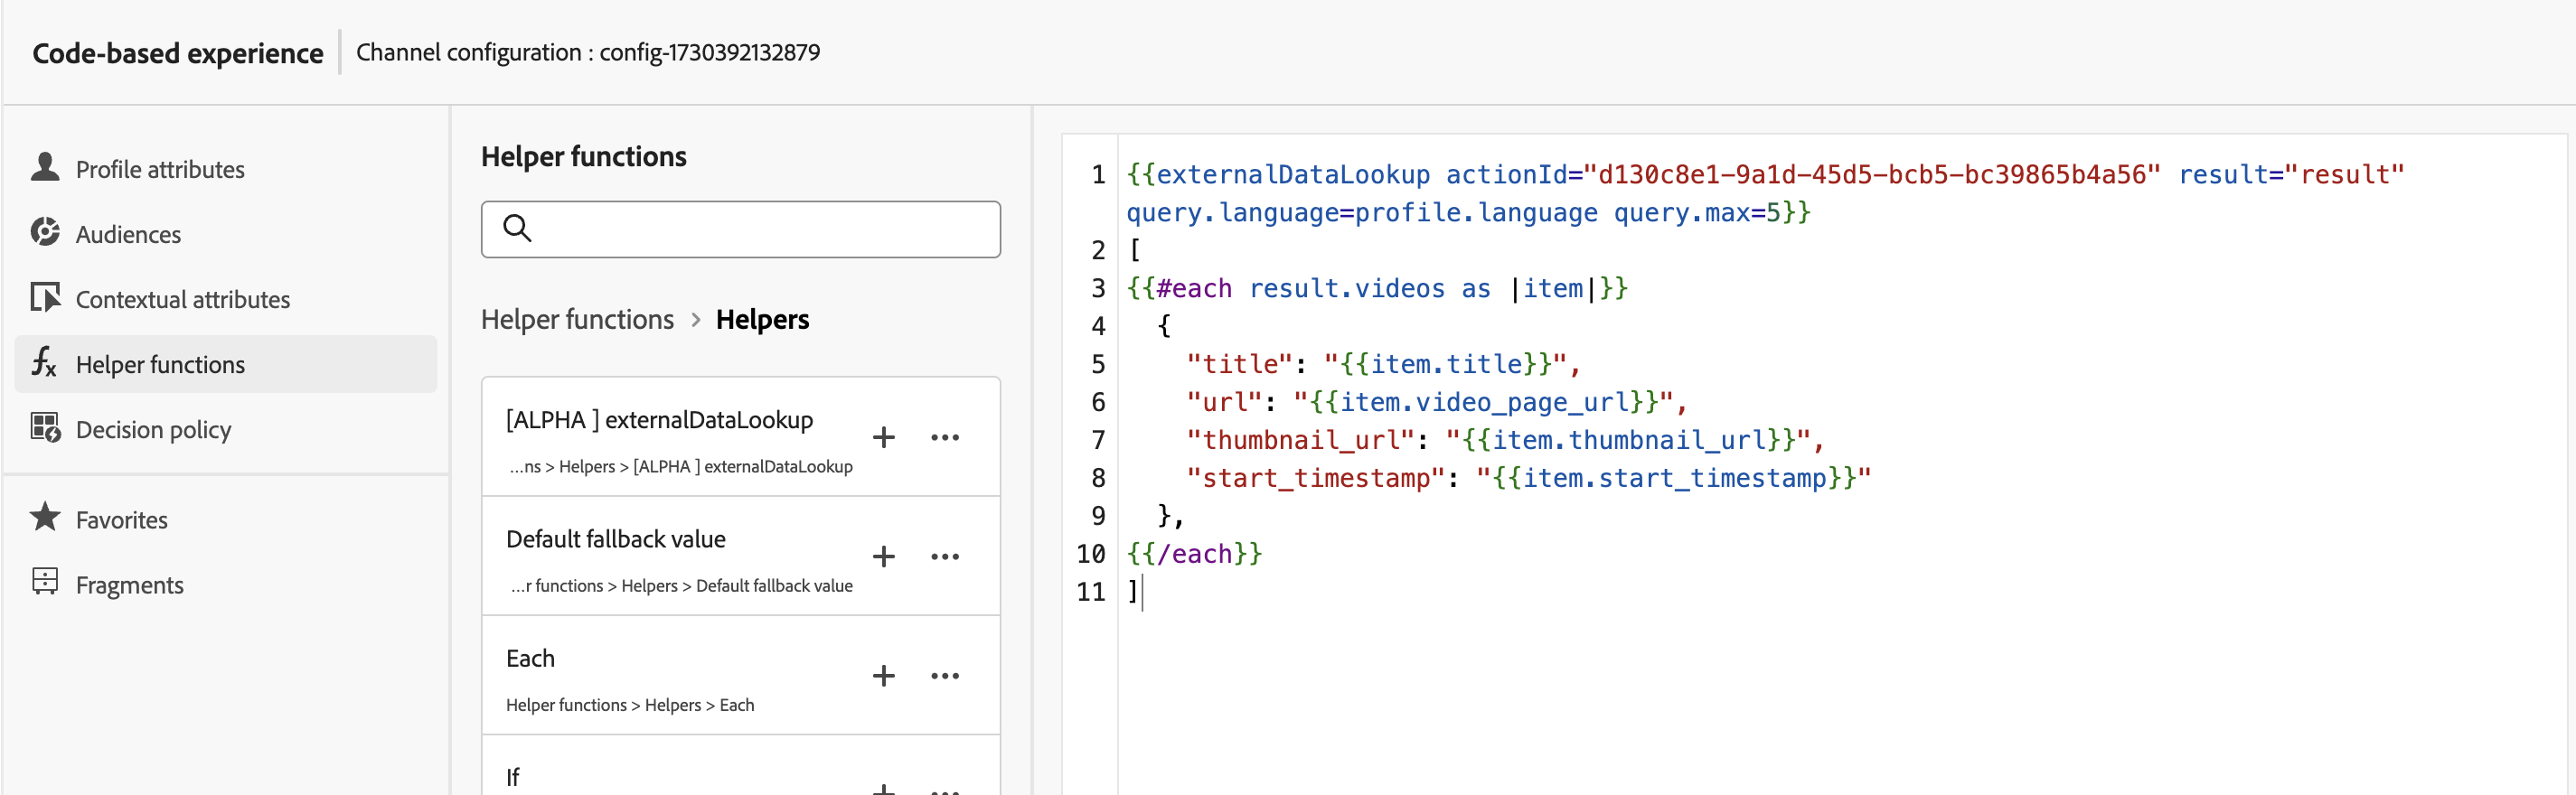 Code-based experience
Channel configuration : config-1730392132879
Profile attributes
Audiences
Contextual attributes
Helper functions
Decision policy
Favorites
Fragments
Helper functions
Helper functions > Helpers
[ALPHA ] externalDataLookup
...ns > Helpers > [ALPHA ] externalDataLookup
Default fallback value
...r functions > Helpers > Default fallback value
Each
Helper functions > Helpers > Each
If
1 {{externalDataLookup actionId="d130c8e1-9a1d-45d5-bcb5-bc39865b4a56" result="result"
query.language=profile.language query.max=5}}
2 [
3 {{#each result.videos as |item|}}
4 {
5 "title": "{{item.title}}",
6 "url": "{{item.video_page_url}}",
7 "thumbnail_url": "{{item.thumbnail_url}}",
8 "start_timestamp": "{{item.start_timestamp}}"
9 },
10 {{/each}}
11 ]